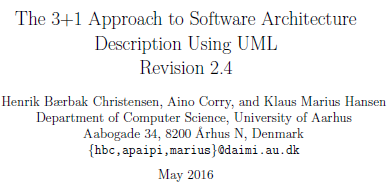 The 3+1 Approach to Software Architecture
Description Using UML
Revision 2.4
Henrik Bærbak Christensen, Aino Corry, and Klaus Marius Hansen
Department of Computer Science, University of Aarhus
Aabogade 34, 8200 Århus N, Denmark
{hbc,apaipi,marius}@daimi.au.dk
May 2016